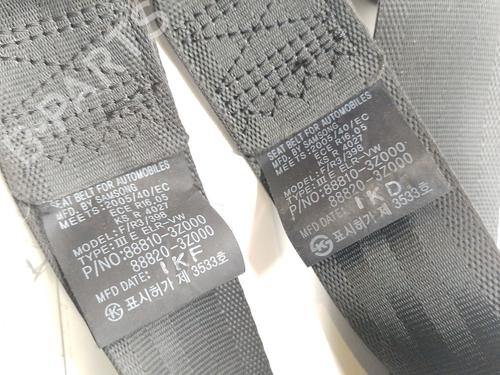 B-PARTS
SEAT BELT FOR AUTOMOBILES
MFD BY SAMSONG
MEETS:2005/40/EC
ECE R16.05
KS R 4027
MODEL:F/R3/398
TYPE:III E ELR-VW
P/NO:88810-3Z000
88820-3Z000
MFD DATE: IKF
표시허가 제 3533호
SEAT BELT FOR AUTOMOBILES
MFD BY SAMSONG
MEETS:2005/40/EC
ECE R16.05
KS R 4027
MODEL:F/R3/398
TYPE:III E ELR-VW
P/NO:88810-3Z000
88820-3Z000
MFD DATE: IKD
표시허가 제 3533호